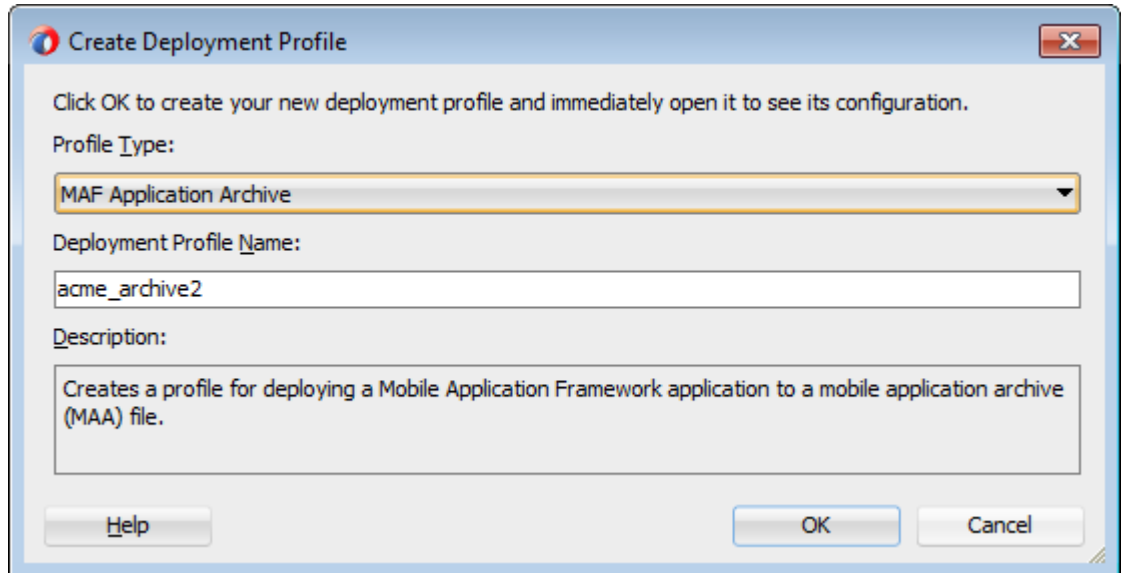 Create Deployment Profile
Click OK to create your new deployment profile and immediately open it to see its configuration.
Profile Type:
MAF Application Archive
Deployment Profile Name:
acme_archive2
Description:
Creates a profile for deploying a Mobile Application Framework application to a mobile application archive
(MAA) file.
Help
OK
Cancel